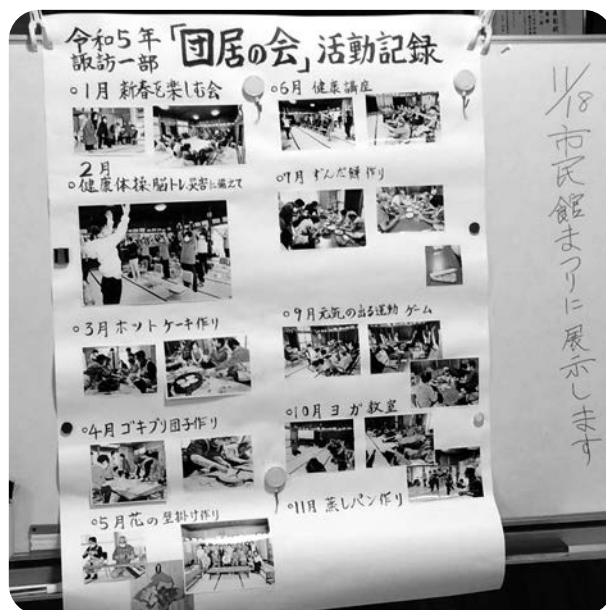 令和5年
諏訪一部
「団居の会」活動記録
○1月 新春を楽しむ会
2月
○健康体操・脳トレ、災害に備えて
○3月 ホットケーキ作り
○4月 ゴキブリ団子作り
○5月 花の壁掛け作り
○6月 健康講座
○7月 ずんだ餅作り
○9月 元気の出る運動 ゲーム
○10月 ヨガ教室
○11月 蒸しパン作り
11/18 市民館まつりに展示します